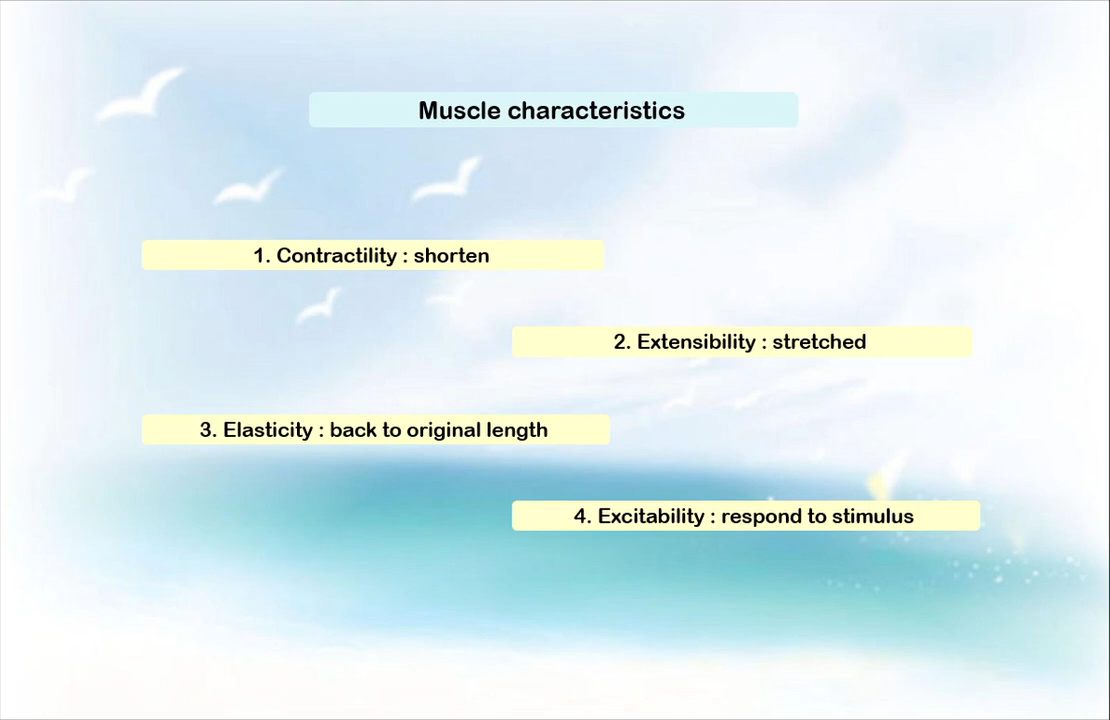 Muscle characteristics
1. Contractility : shorten
2. Extensibility : stretched
3. Elasticity : back to original length
4. Excitability : respond to stimulus